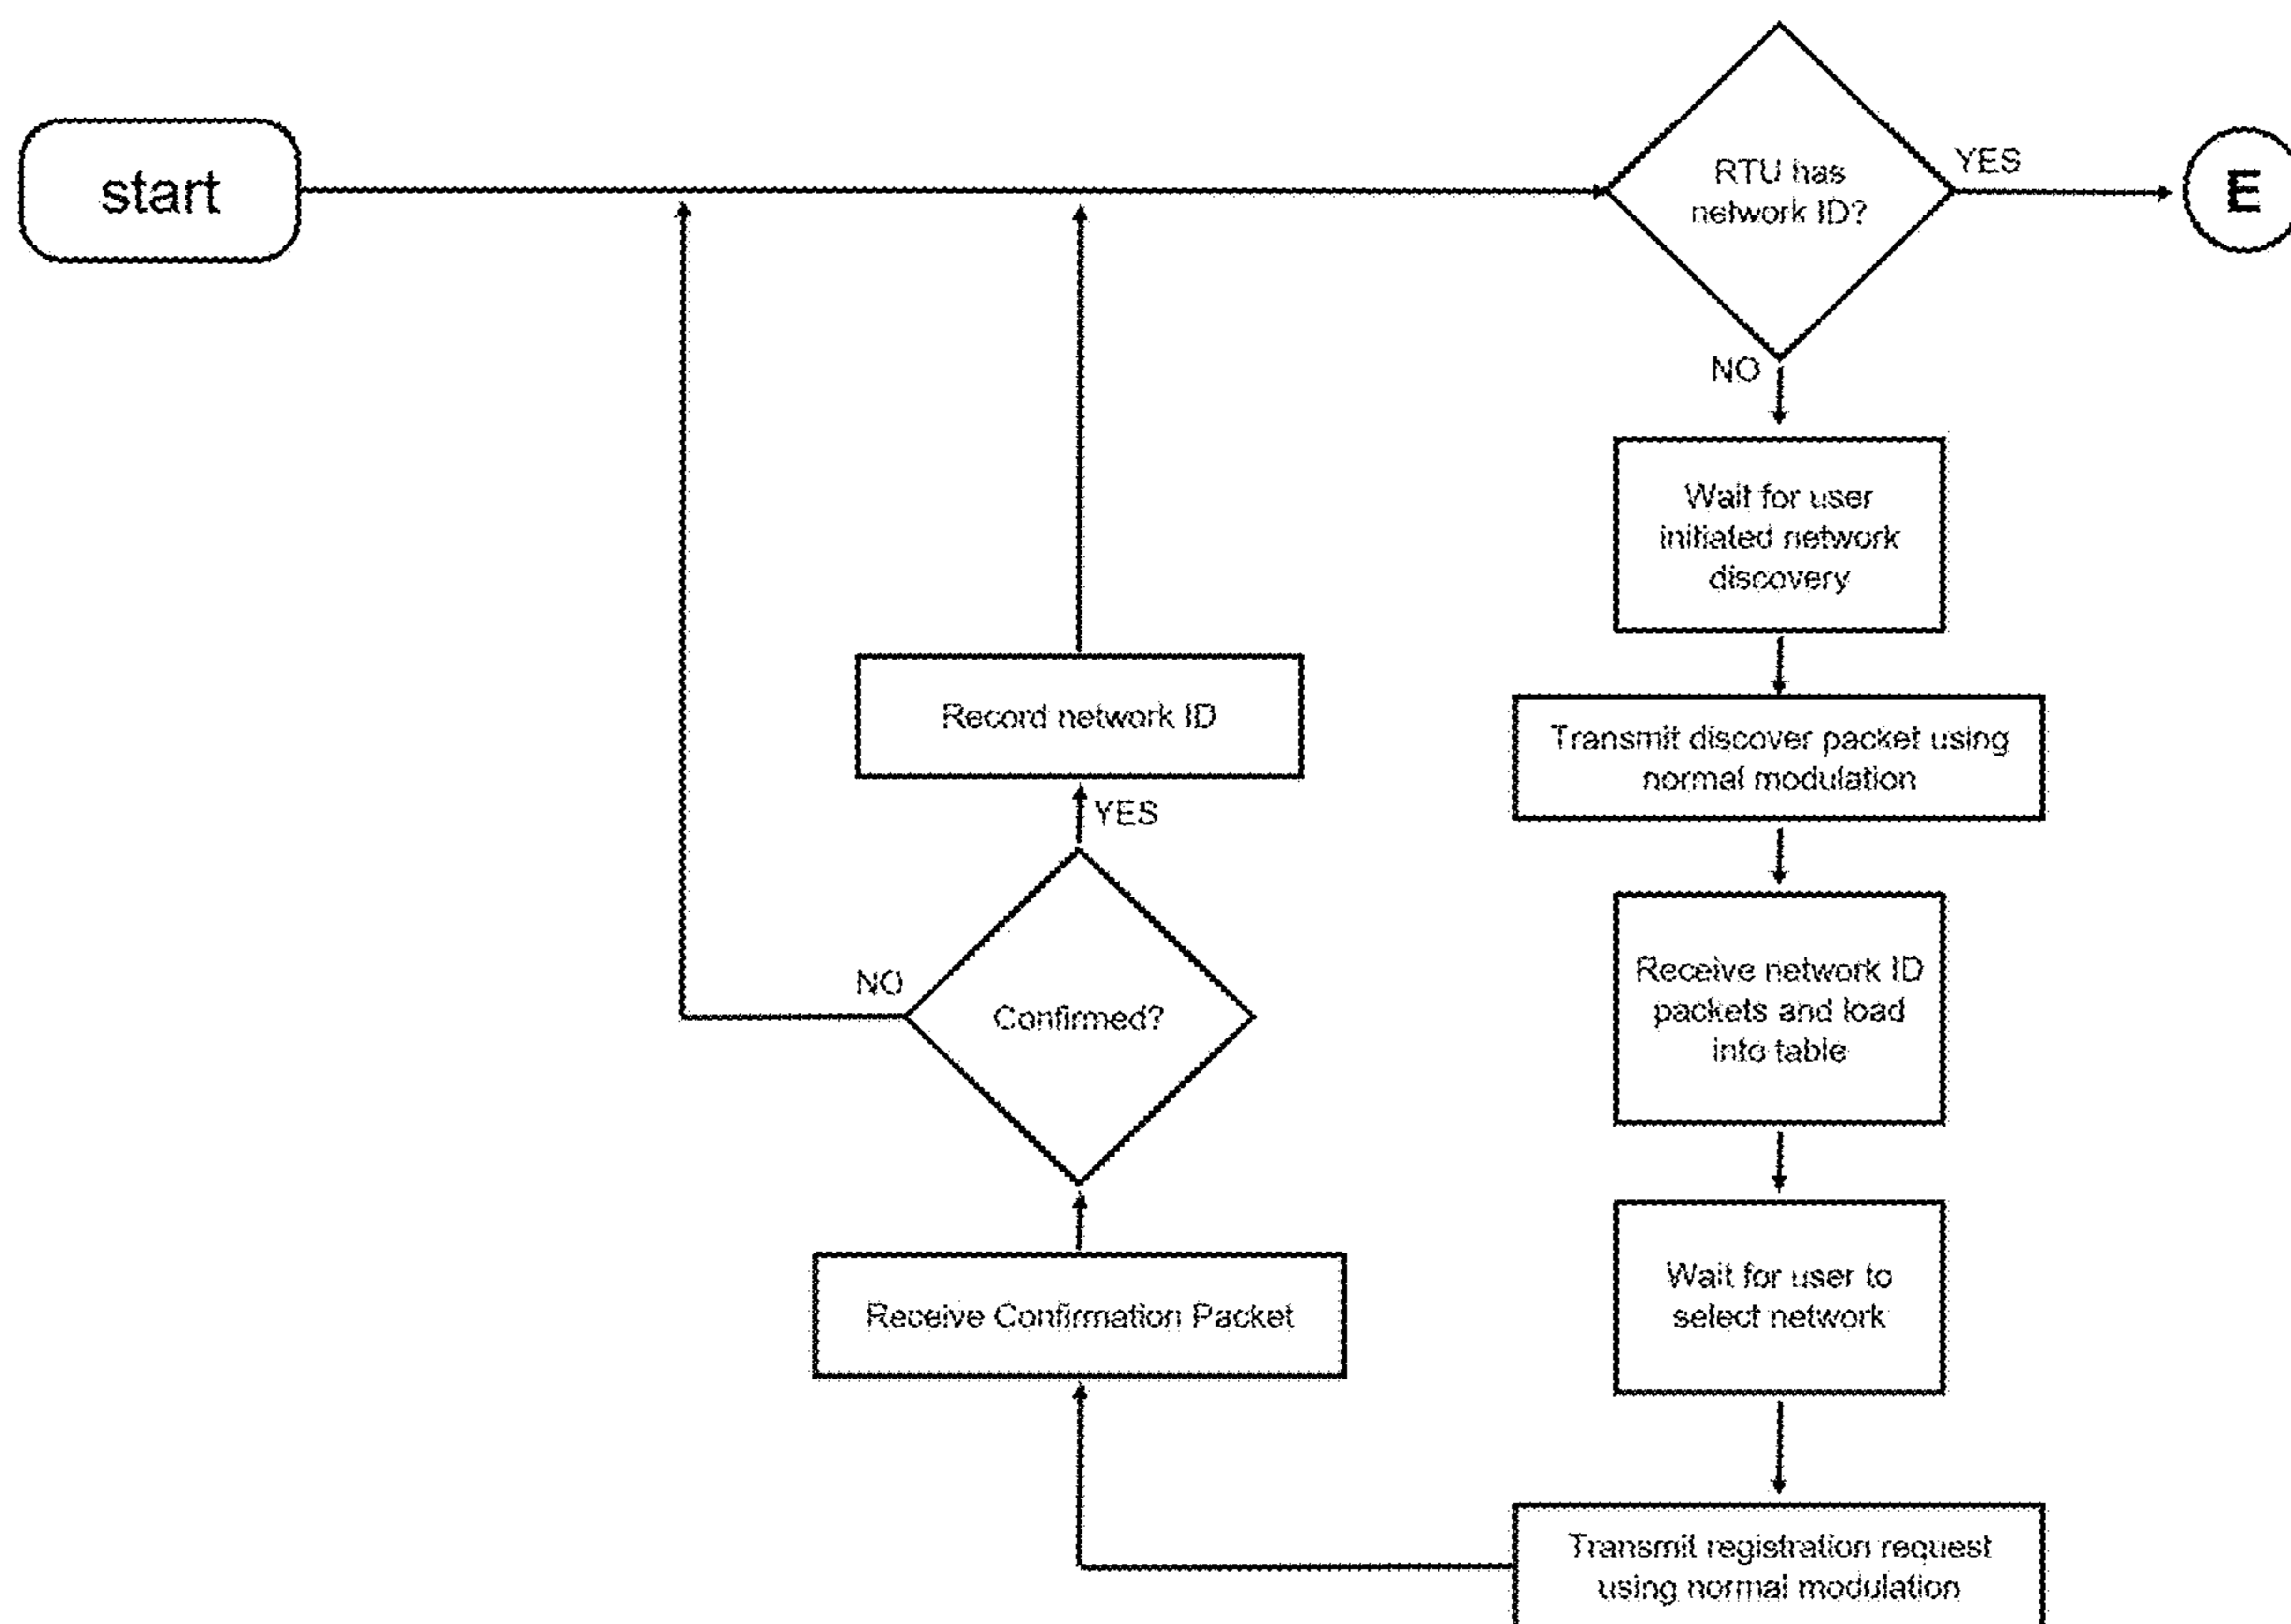 start
RTU has
network ID?
YES
E
NO
Wait for user
initiated network
discovery
Transmit discover packet using
normal modulation
Receive network ID
packets and load
into table
Wait for user to
select network
Transmit registration request
using normal modulation
Receive Confirmation Packet
Confirmed?
NO
YES
Record network ID